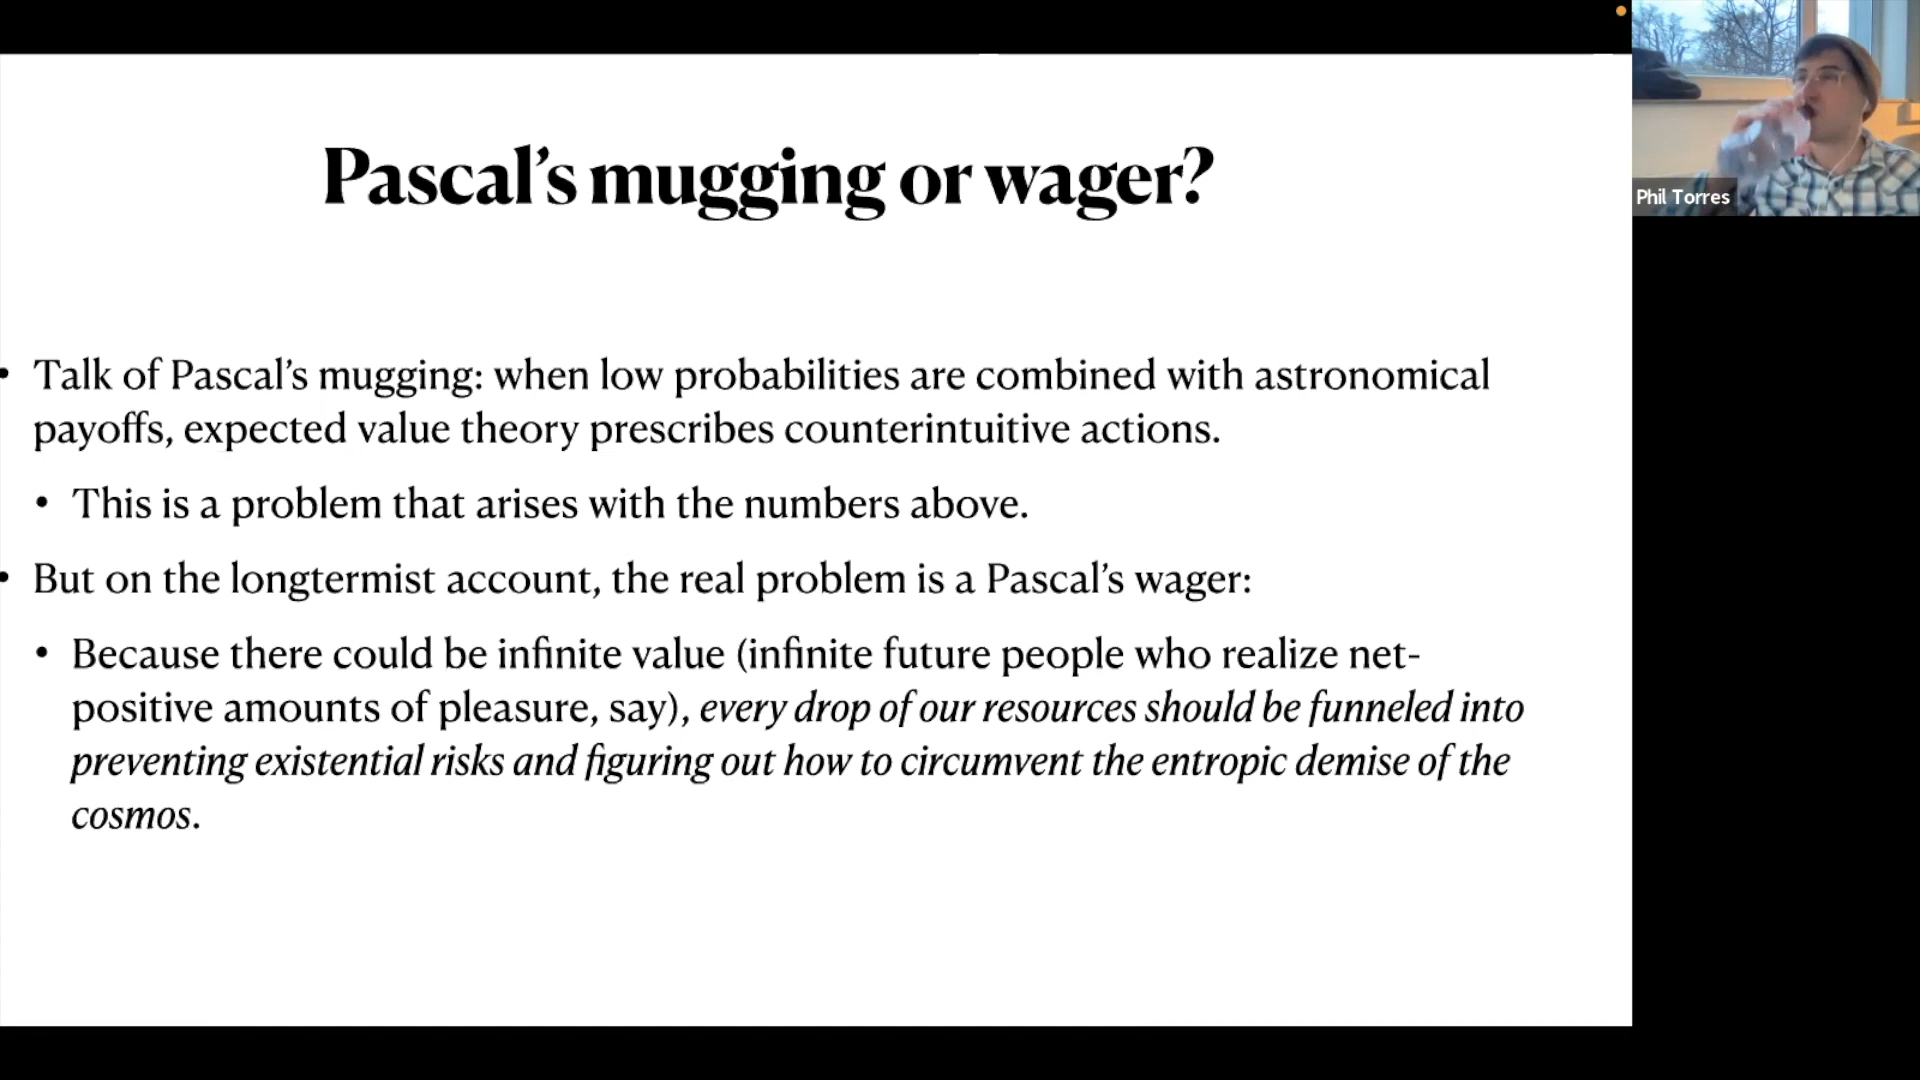 Pascal’s mugging or wager?
Phil Torres
• Talk of Pascal’s mugging: when low probabilities are combined with astronomical
payoffs, expected value theory prescribes counterintuitive actions.
• This is a problem that arises with the numbers above.
• But on the longtermist account, the real problem is a Pascal’s wager:
• Because there could be infinite value (infinite future people who realize net-
positive amounts of pleasure, say), every drop of our resources should be funneled into
preventing existential risks and figuring out how to circumvent the entropic demise of the
cosmos.